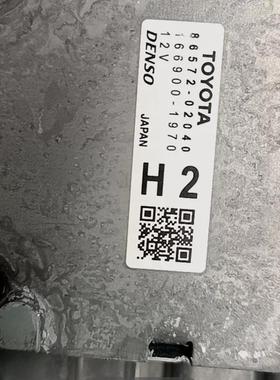 TOYOTA
86572-02040
166900-1970
12V
DENSO
JAPAN
H2